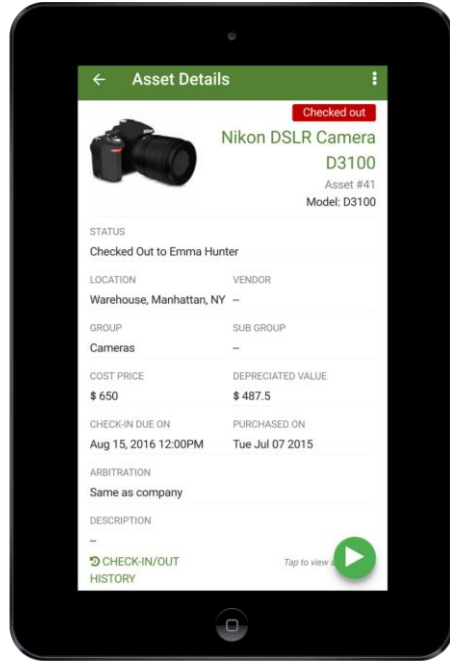 Asset Details
Checked out
Nikon DSLR Camera
D3100
Asset #41
Model: D3100
STATUS
Checked Out to Emma Hunter
LOCATION VENDOR
Warehouse, Manhattan, NY --
GROUP SUB GROUP
Cameras --
COST PRICE DEPRECIATED VALUE
$ 650 $ 487.5
CHECK-IN DUE ON PURCHASED ON
Aug 15, 2016 12:00PM Tue Jul 07 2015
ARBITRATION
Same as company
DESCRIPTION
--
CHECK-IN/OUT Tap to view
HISTORY